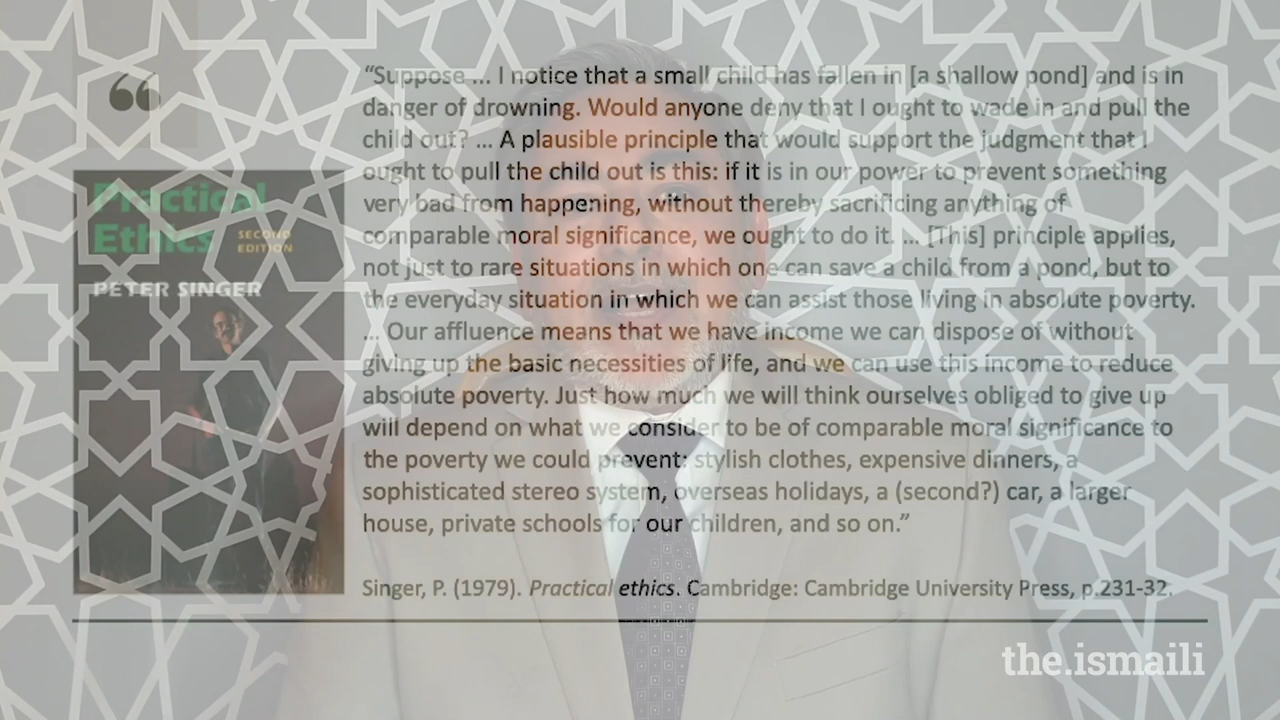 “Suppose ... I notice that a small child has fallen in [a shallow pond] and is in
danger of drowning. Would anyone deny that I ought to wade in and pull the
child out? ... A plausible principle that would support the judgment that I
ought to pull the child out is this: if it is in our power to prevent something
very bad from happening, without thereby sacrificing anything of
comparable moral significance, we ought to do it. ... [This] principle applies,
not just to rare situations in which one can save a child from a pond, but to
the everyday situation in which we can assist those living in absolute poverty.
... Our affluence means that we have income we can dispose of without
giving up the basic necessities of life, and we can use this income to reduce
absolute poverty. Just how much we will think ourselves obliged to give up
will depend on what we consider to be of comparable moral significance to
the poverty we could prevent: stylish clothes, expensive dinners, a
sophisticated stereo system, overseas holidays, a (second?) car, a larger
house, private schools for our children, and so on.”
Singer, P. (1979). Practical ethics. Cambridge: Cambridge University Press, p.231-32.
Practical
Ethics
SECOND
EDITION
PETER SINGER
the.ismaili